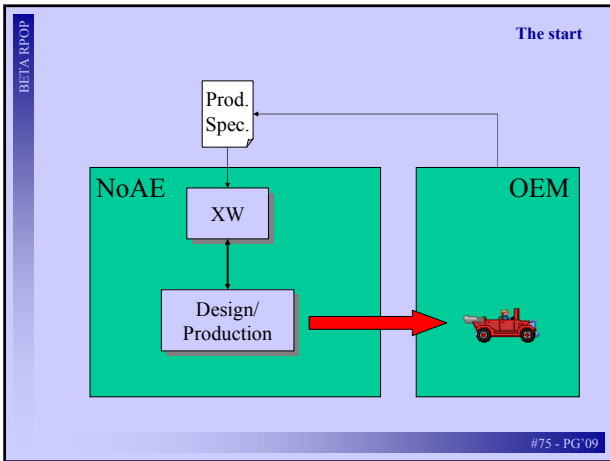 BETA RPOP
The start
Prod.
Spec.
NoAE
OEM
XW
Design/
Production
#75 - PG'09